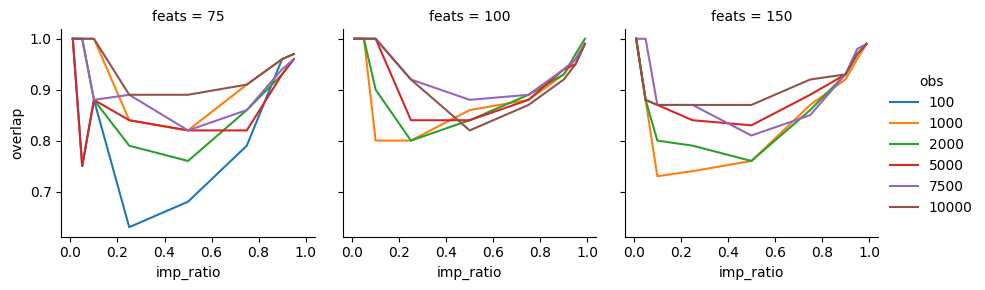 feats = 75
feats = 100
feats = 150
overlap
1.0
0.9
0.8
0.7
0.0 0.2 0.4 0.6 0.8 1.0
imp_ratio
0.0 0.2 0.4 0.6 0.8 1.0
imp_ratio
0.0 0.2 0.4 0.6 0.8 1.0
imp_ratio
obs
100
1000
2000
5000
7500
10000